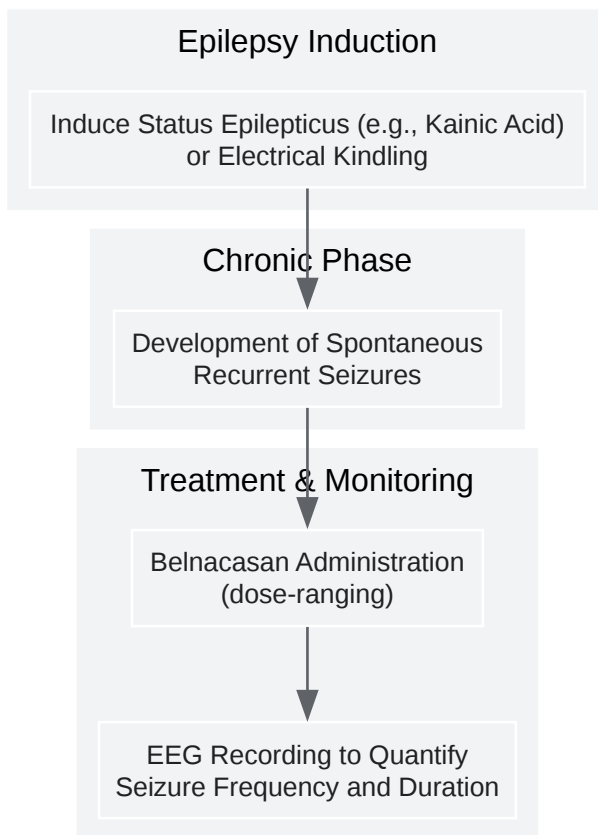 Epilepsy Induction
Induce Status Epilepticus (e.g., Kainic Acid)
or Electrical Kindling
Chronic Phase
Development of Spontaneous
Recurrent Seizures
Treatment & Monitoring
Belnacasan Administration
(dose-ranging)
EEG Recording to Quantify
Seizure Frequency and Duration